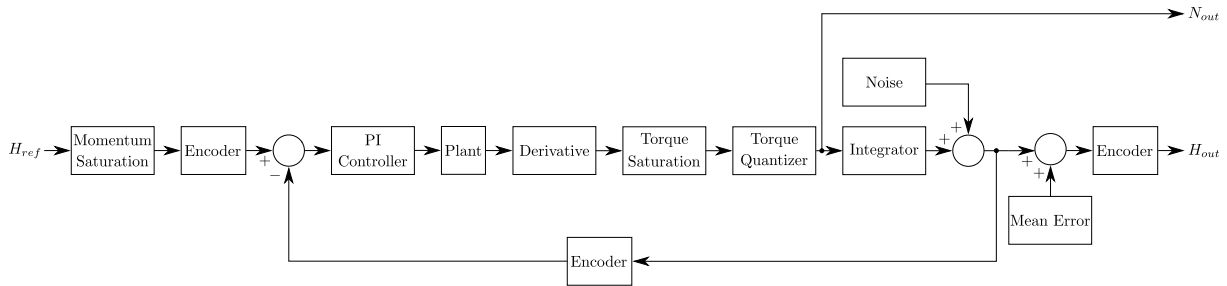 N_out
Noise
H_ref
Momentum
Saturation
Encoder
+
−
PI
Controller
Plant
Derivative
Torque
Saturation
Torque
Quantizer
Integrator
+
+
+
+
Encoder
H_out
Mean Error
Encoder